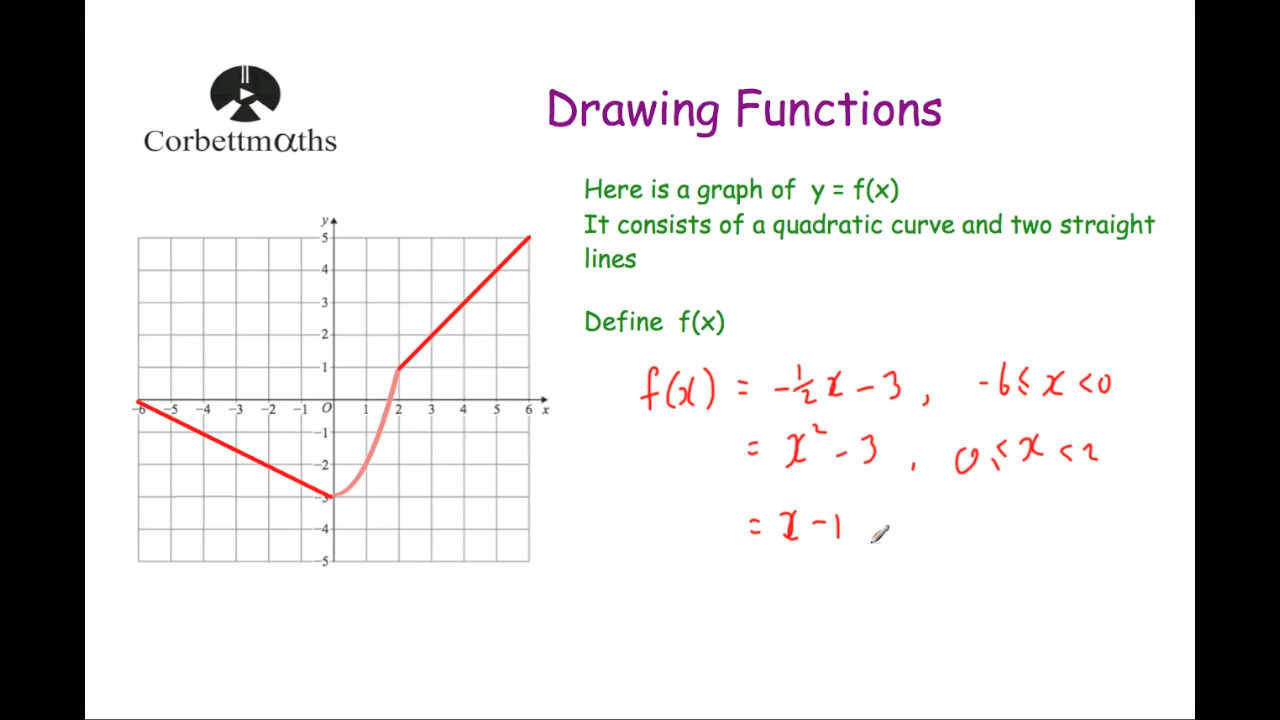 Corbettmαths
Drawing Functions
Here is a graph of y = f(x)
It consists of a quadratic curve and two straight
lines
Define f(x)
f(x) = -½x - 3 , -6 ≤ x < 0
= x² - 3 , 0 ≤ x < 2
= x - 1
y
5
4
3
2
1
-6 -5 -4 -3 -2 -1 O 1 2 3 4 5 6 x
-1
-2
-3
-4
-5